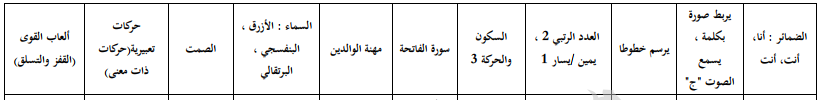 الضمائر : أنا،
أنت، أنت
يربط صورة
بكلمة ،
يسمع
الصوت "ج"
يرسم خطوطا
العدد الرتبي 2 ،
يمين /يسار 1
السكون
والحركة 3
سورة الفاتحة
مهنة الوالدين
السماء : الأزرق ،
البنفسجي ،
البرتقالي
الصمت
حركات
تعبيرية(حركات
ذات معنى)
ألعاب القوى
(القفز والتسلق)